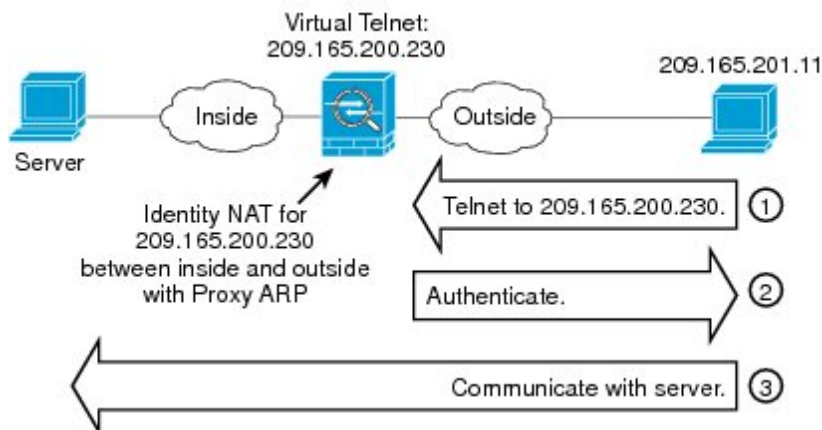 Virtual Telnet:
209.165.200.230
209.165.201.11
Inside
Outside
Server
Identity NAT for
209.165.200.230
between inside and outside
with Proxy ARP
Telnet to 209.165.200.230.
1
Authenticate.
2
Communicate with server.
3